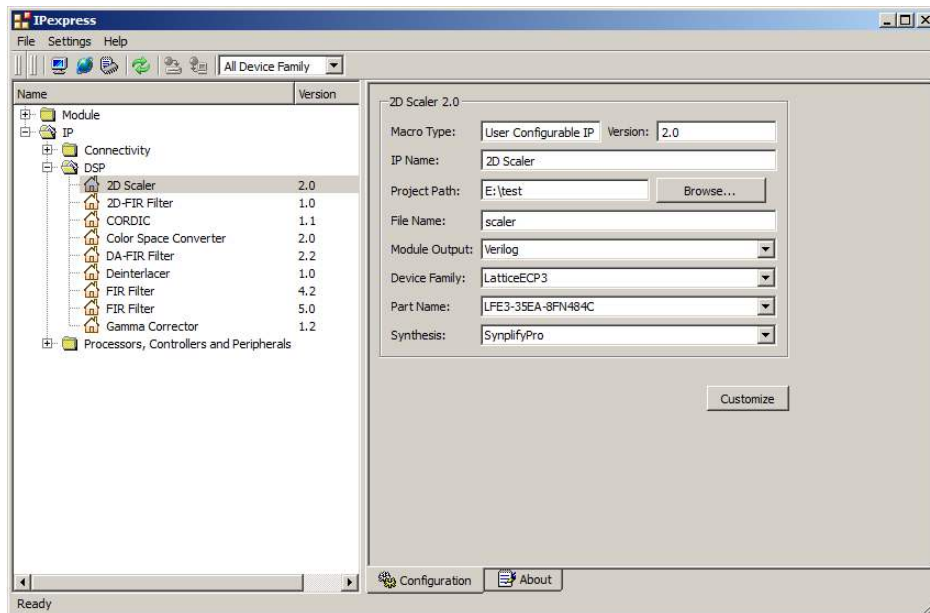 IPexpress
File Settings Help
All Device Family
Name Version
Module
IP
Connectivity
DSP
2D Scaler 2.0
2D-FIR Filter 1.0
CORDIC 1.1
Color Space Converter 2.0
DA-FIR Filter 2.2
Deinterlacer 1.0
FIR Filter 4.2
FIR Filter 5.0
Gamma Corrector 1.2
Processors, Controllers and Peripherals
2D Scaler 2.0
Macro Type: User Configurable IP Version: 2.0
IP Name: 2D Scaler
Project Path: E:\test Browse...
File Name: scaler
Module Output: Verilog
Device Family: LatticeECP3
Part Name: LFE3-35EA-8FN484C
Synthesis: SynplifyPro
Customize
Configuration About
Ready